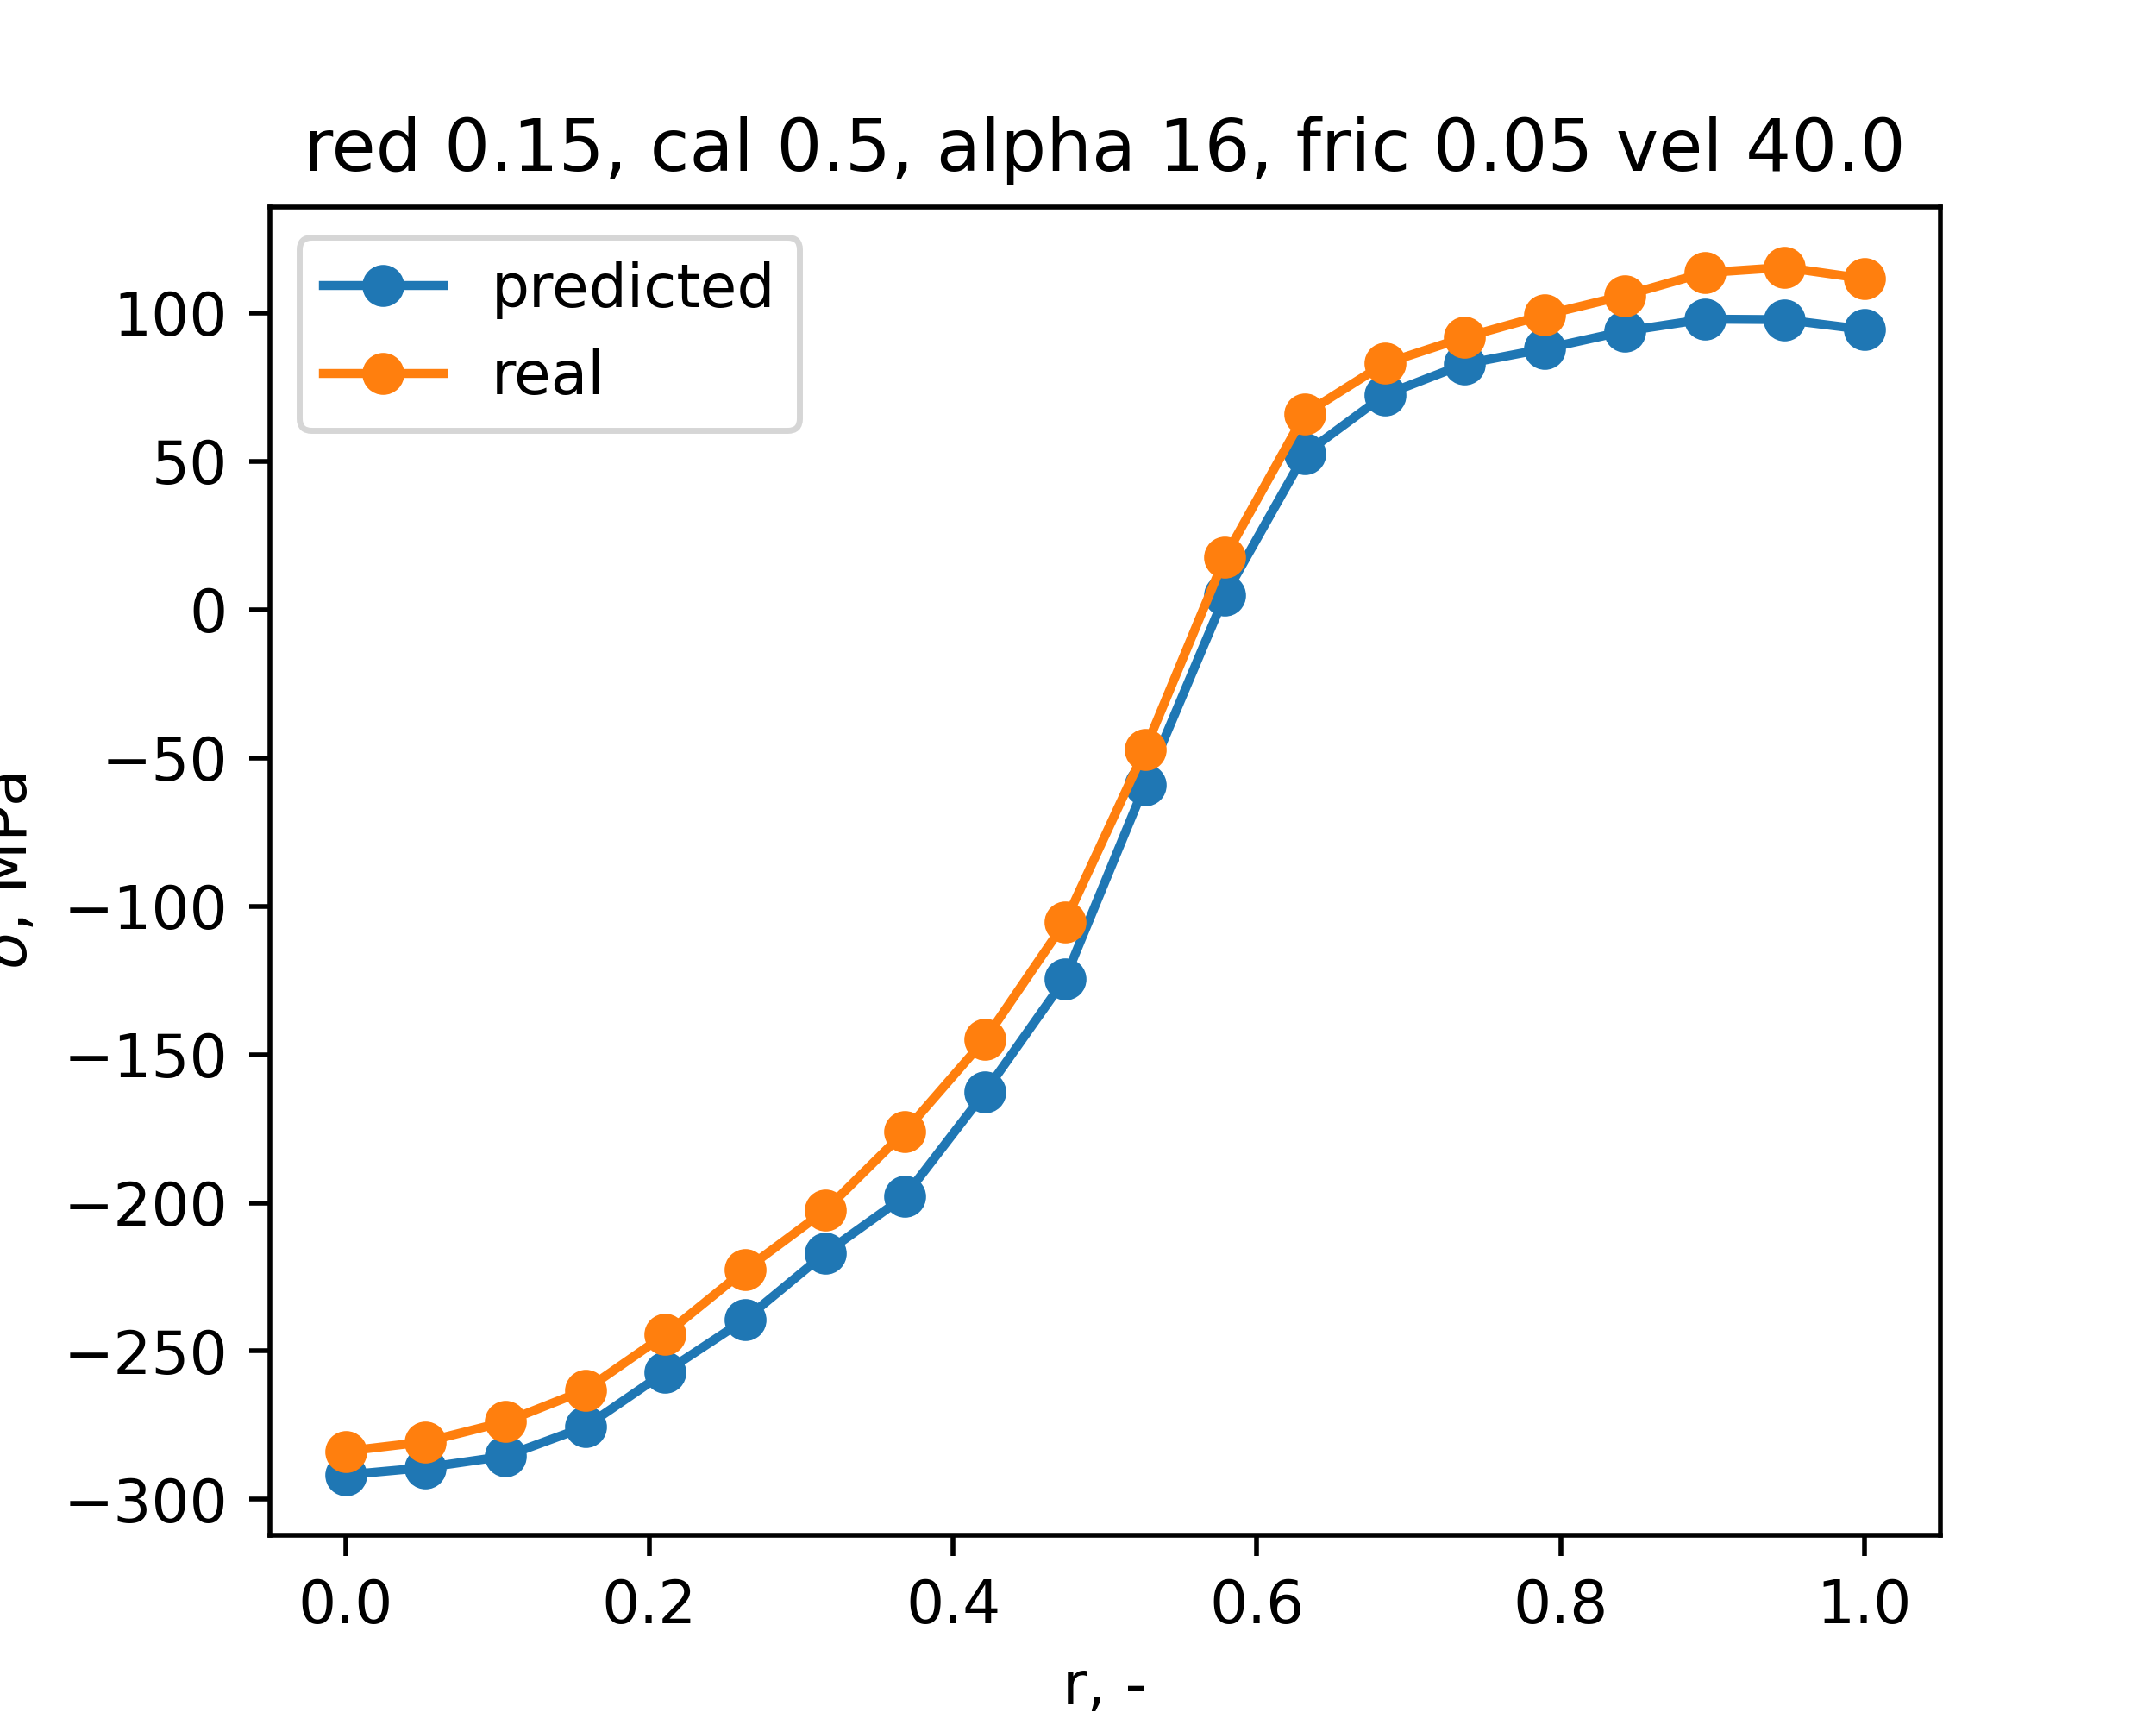 red 0.15, cal 0.5, alpha 16, fric 0.05 vel 40.0
predicted
real
100
50
0
−50
−100
−150
−200
−250
−300
σ, MPa
0.0 0.2 0.4 0.6 0.8 1.0
r, -